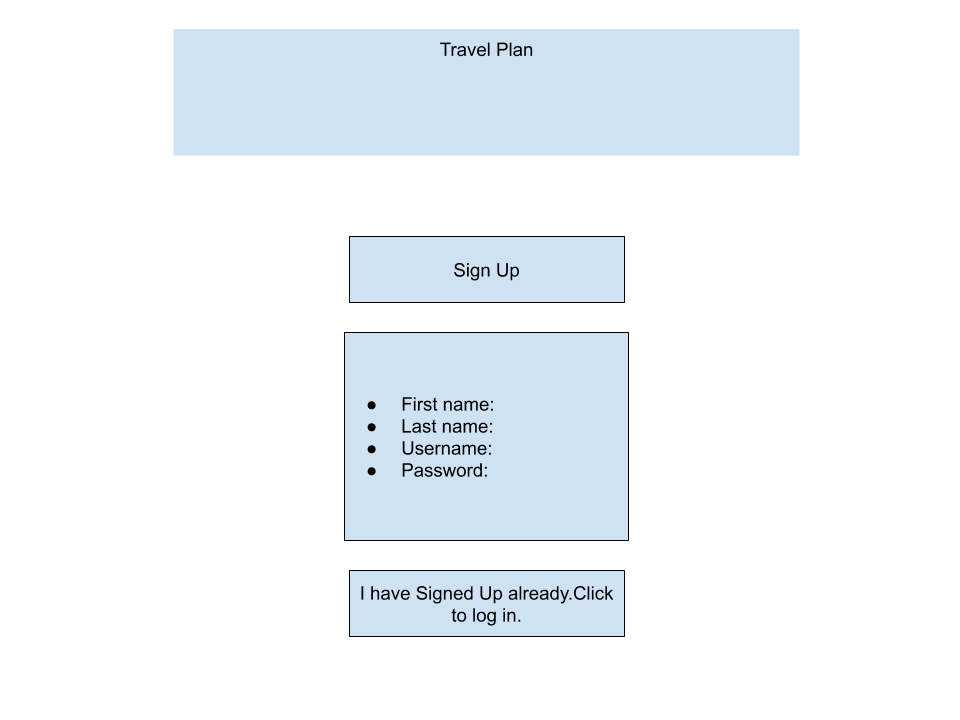 Travel Plan
Sign Up
● First name:
● Last name:
● Username:
● Password:
I have Signed Up already.Click
to log in.